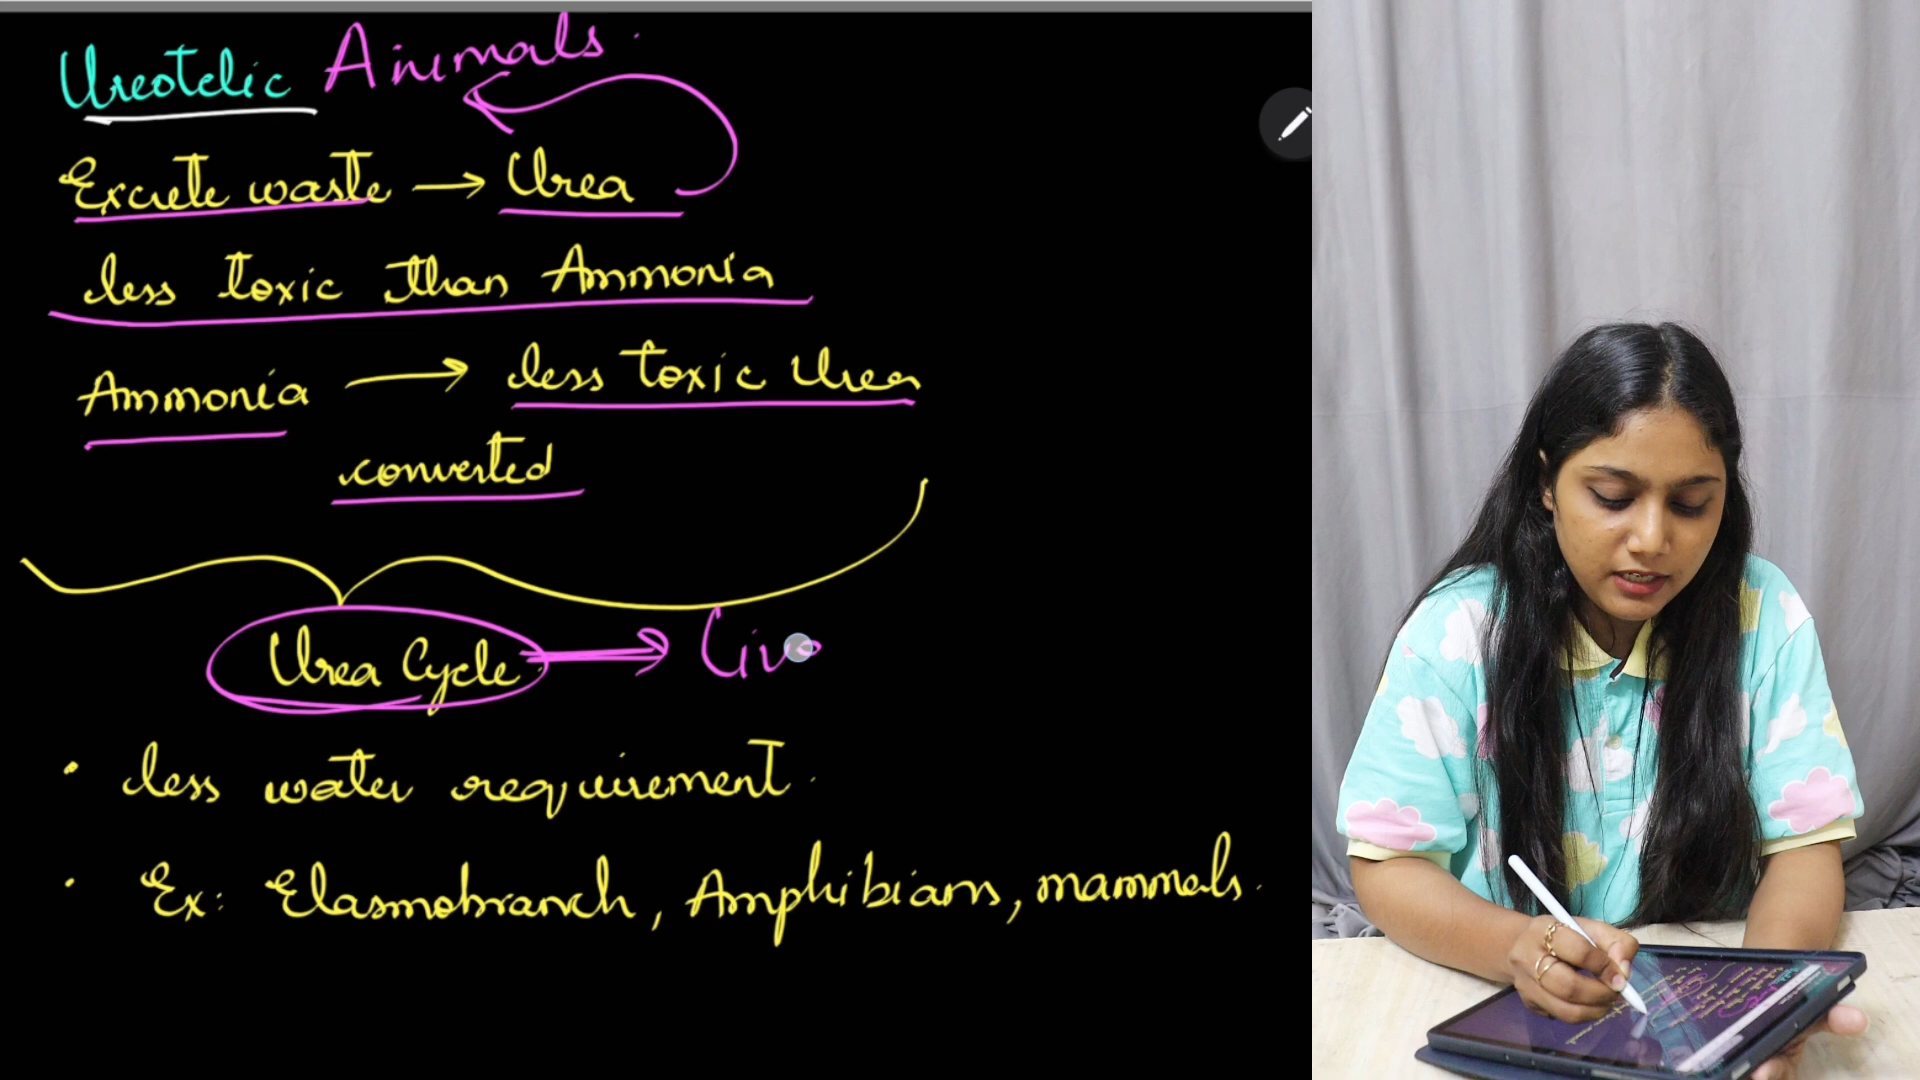 Ureotelic Animals.
Excrete waste → Urea
less toxic than Ammonia
Ammonia → less toxic Urea
converted
Urea Cycle. → Live
• less water requirement.
• Ex: Elasmobranch, Amphibians, mammals.